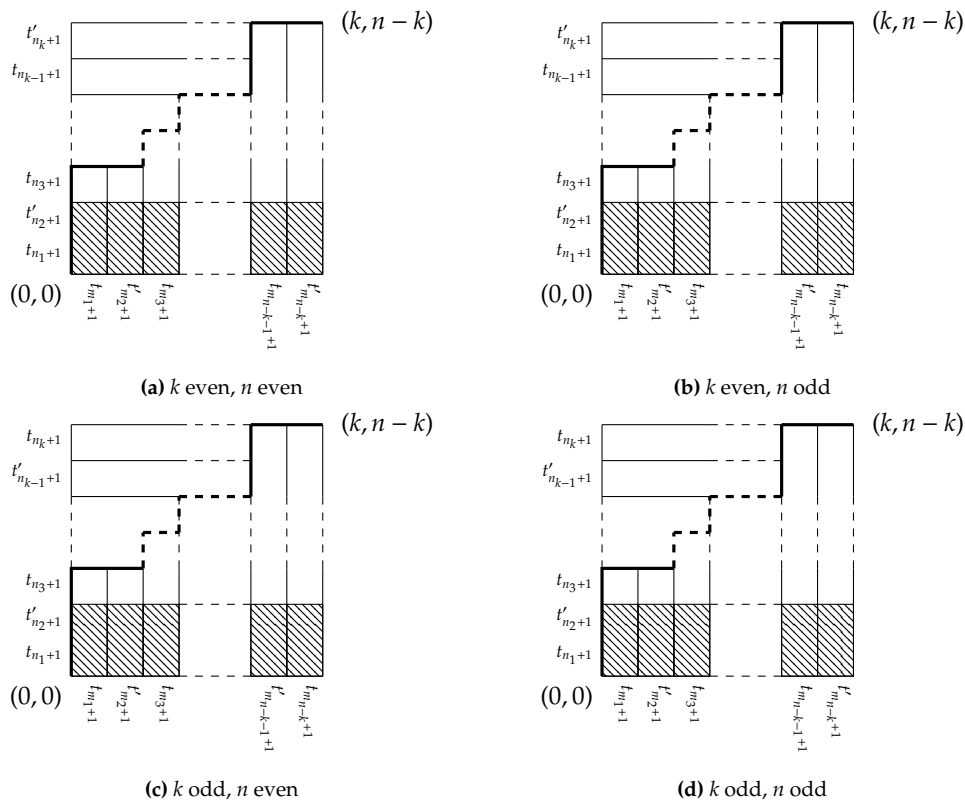 (k, n − k)
t′_{n_k+1}
t_{n_{k−1}+1}
t_{n_3+1}
t′_{n_2+1}
t_{n_1+1}
(0, 0)
t_{m_1+1}
t′_{m_2+1}
t_{m_3+1}
t_{m_{n−k−1}+1}
t′_{m_{n−k}+1}
(a) k even, n even
(k, n − k)
t′_{n_k+1}
t_{n_{k−1}+1}
t_{n_3+1}
t′_{n_2+1}
t_{n_1+1}
(0, 0)
t_{m_1+1}
t′_{m_2+1}
t_{m_3+1}
t′_{m_{n−k−1}+1}
t_{m_{n−k}+1}
(b) k even, n odd
(k, n − k)
t_{n_k+1}
t′_{n_{k−1}+1}
t_{n_3+1}
t′_{n_2+1}
t_{n_1+1}
(0, 0)
t_{m_1+1}
t′_{m_2+1}
t_{m_3+1}
t′_{m_{n−k−1}+1}
t_{m_{n−k}+1}
(c) k odd, n even
(k, n − k)
t_{n_k+1}
t′_{n_{k−1}+1}
t_{n_3+1}
t′_{n_2+1}
t_{n_1+1}
(0, 0)
t_{m_1+1}
t′_{m_2+1}
t_{m_3+1}
t_{m_{n−k−1}+1}
t′_{m_{n−k}+1}
(d) k odd, n odd